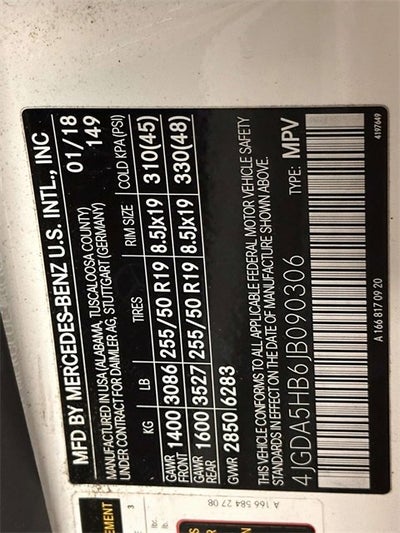 MFD BY MERCEDES-BENZ U.S. INTL., INC
MANUFACTURED IN USA (ALABAMA, TUSCALOOSA COUNTY) 01/18
UNDER CONTRACT FOR DAIMLER AG, STUTTGART (GERMANY) 149
KG LB TIRES RIM SIZE COLD KPA (PSI)
GAWR FRONT 1400 3086 255/50 R19 8.5Jx19 310(45)
GAWR REAR 1600 3527 255/50 R19 8.5Jx19 330(48)
GVWR 2850 6283
THIS VEHICLE CONFORMS TO ALL APPLICABLE FEDERAL MOTOR VEHICLE SAFETY
STANDARDS IN EFFECT ON THE DATE OF MANUFACTURE SHOWN ABOVE.
4JGDA5HB6JB090306 TYPE: MPV
A 166 817 09 20 4197649
A 166 584 27 08
3